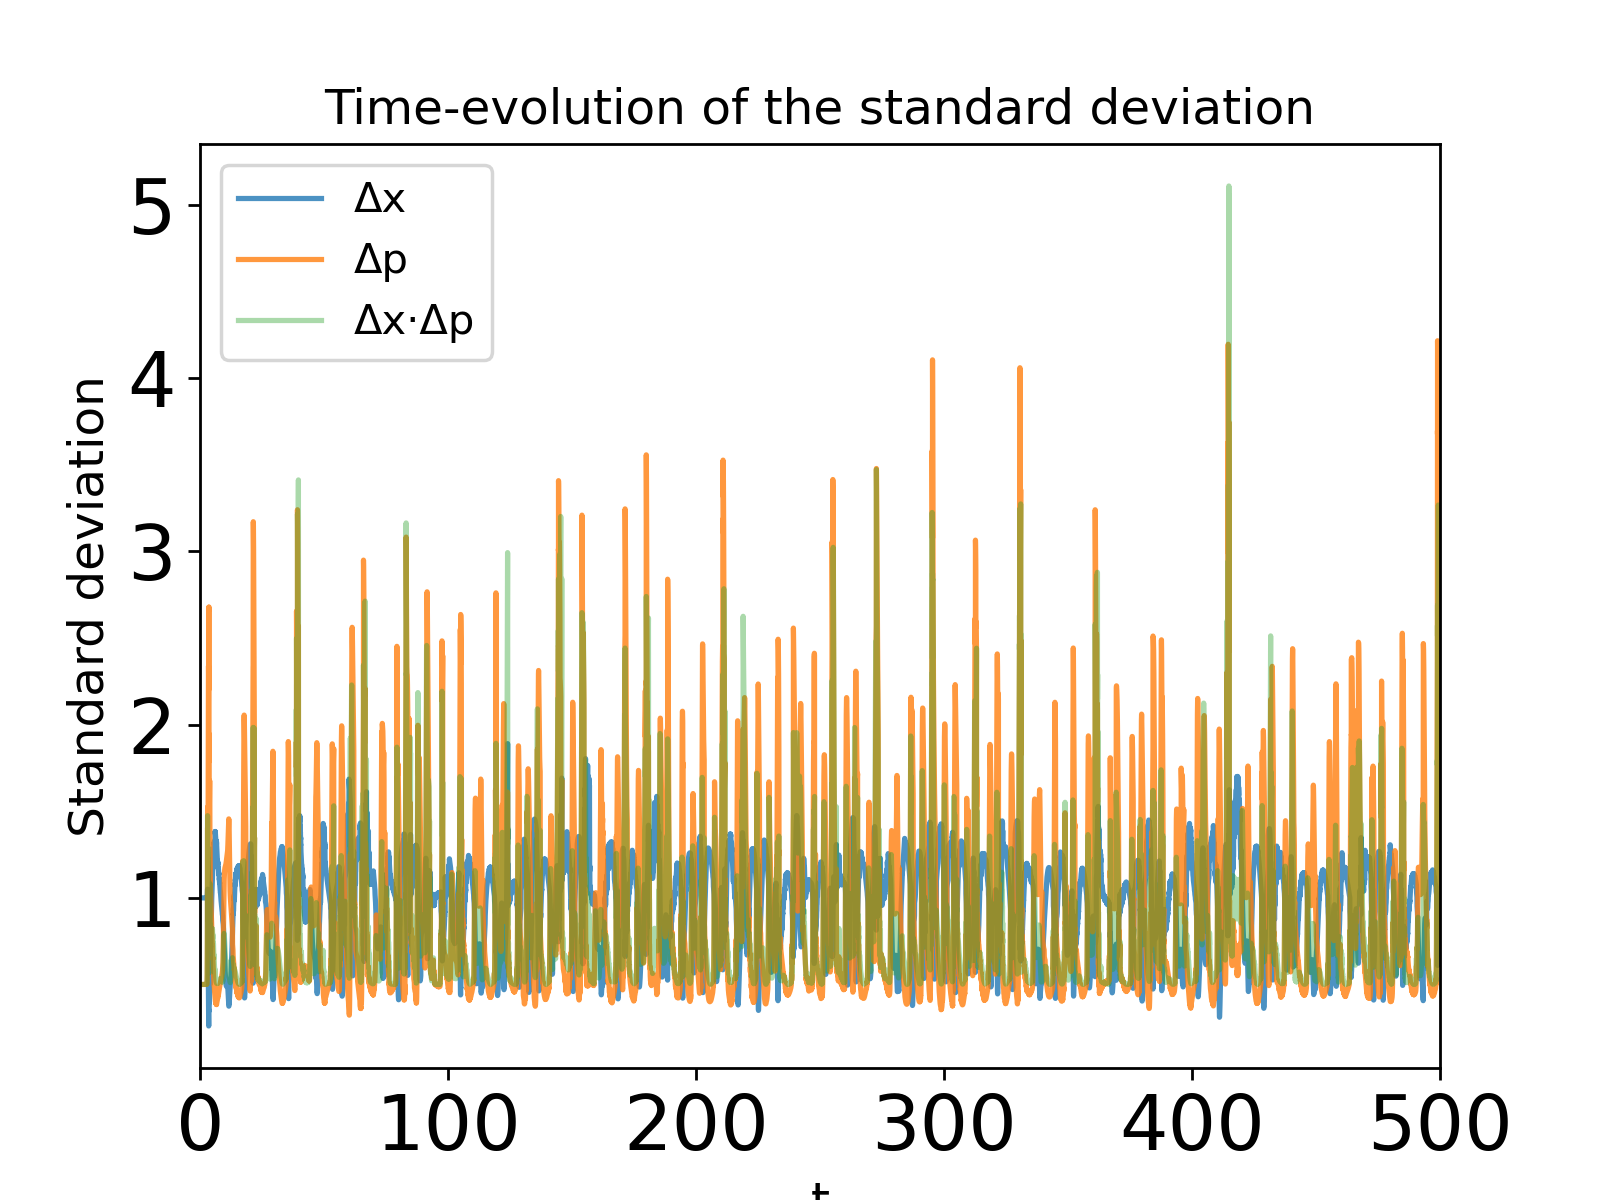 Time-evolution of the standard deviation
Δx
Δp
Δx·Δp
Standard deviation
5
4
3
2
1
0 100 200 300 400 500
t